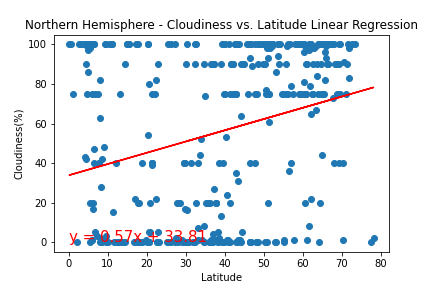 Northern Hemisphere - Cloudiness vs. Latitude Linear Regression
100
80
60
40
20
0
Cloudiness(%)
y = 0.57x + 33.81
0 10 20 30 40 50 60 70 80
Latitude